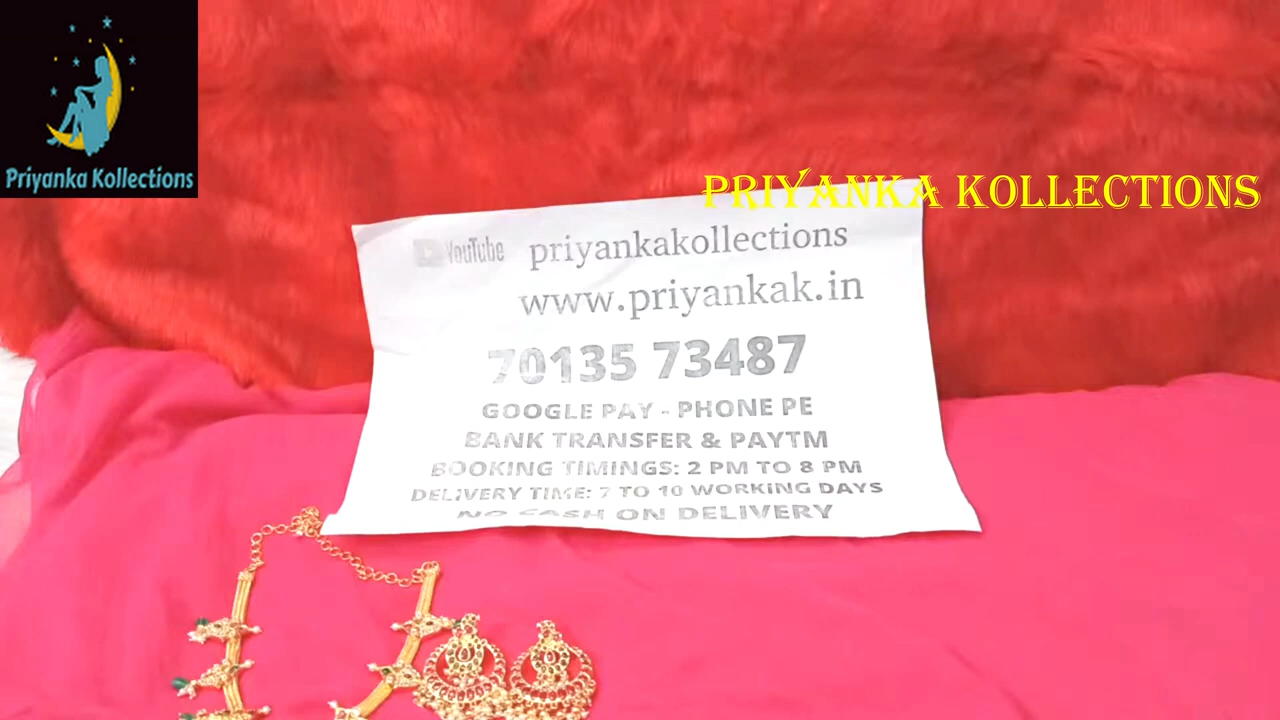 Priyanka Kollections
PRIYANKA KOLLECTIONS
YouTube priyankakollections
www.priyankak.in
70135 73487
GOOGLE PAY - PHONE PE
BANK TRANSFER & PAYTM
BOOKING TIMINGS: 2 PM TO 8 PM
DELIVERY TIME: 7 TO 10 WORKING DAYS
NO CASH ON DELIVERY